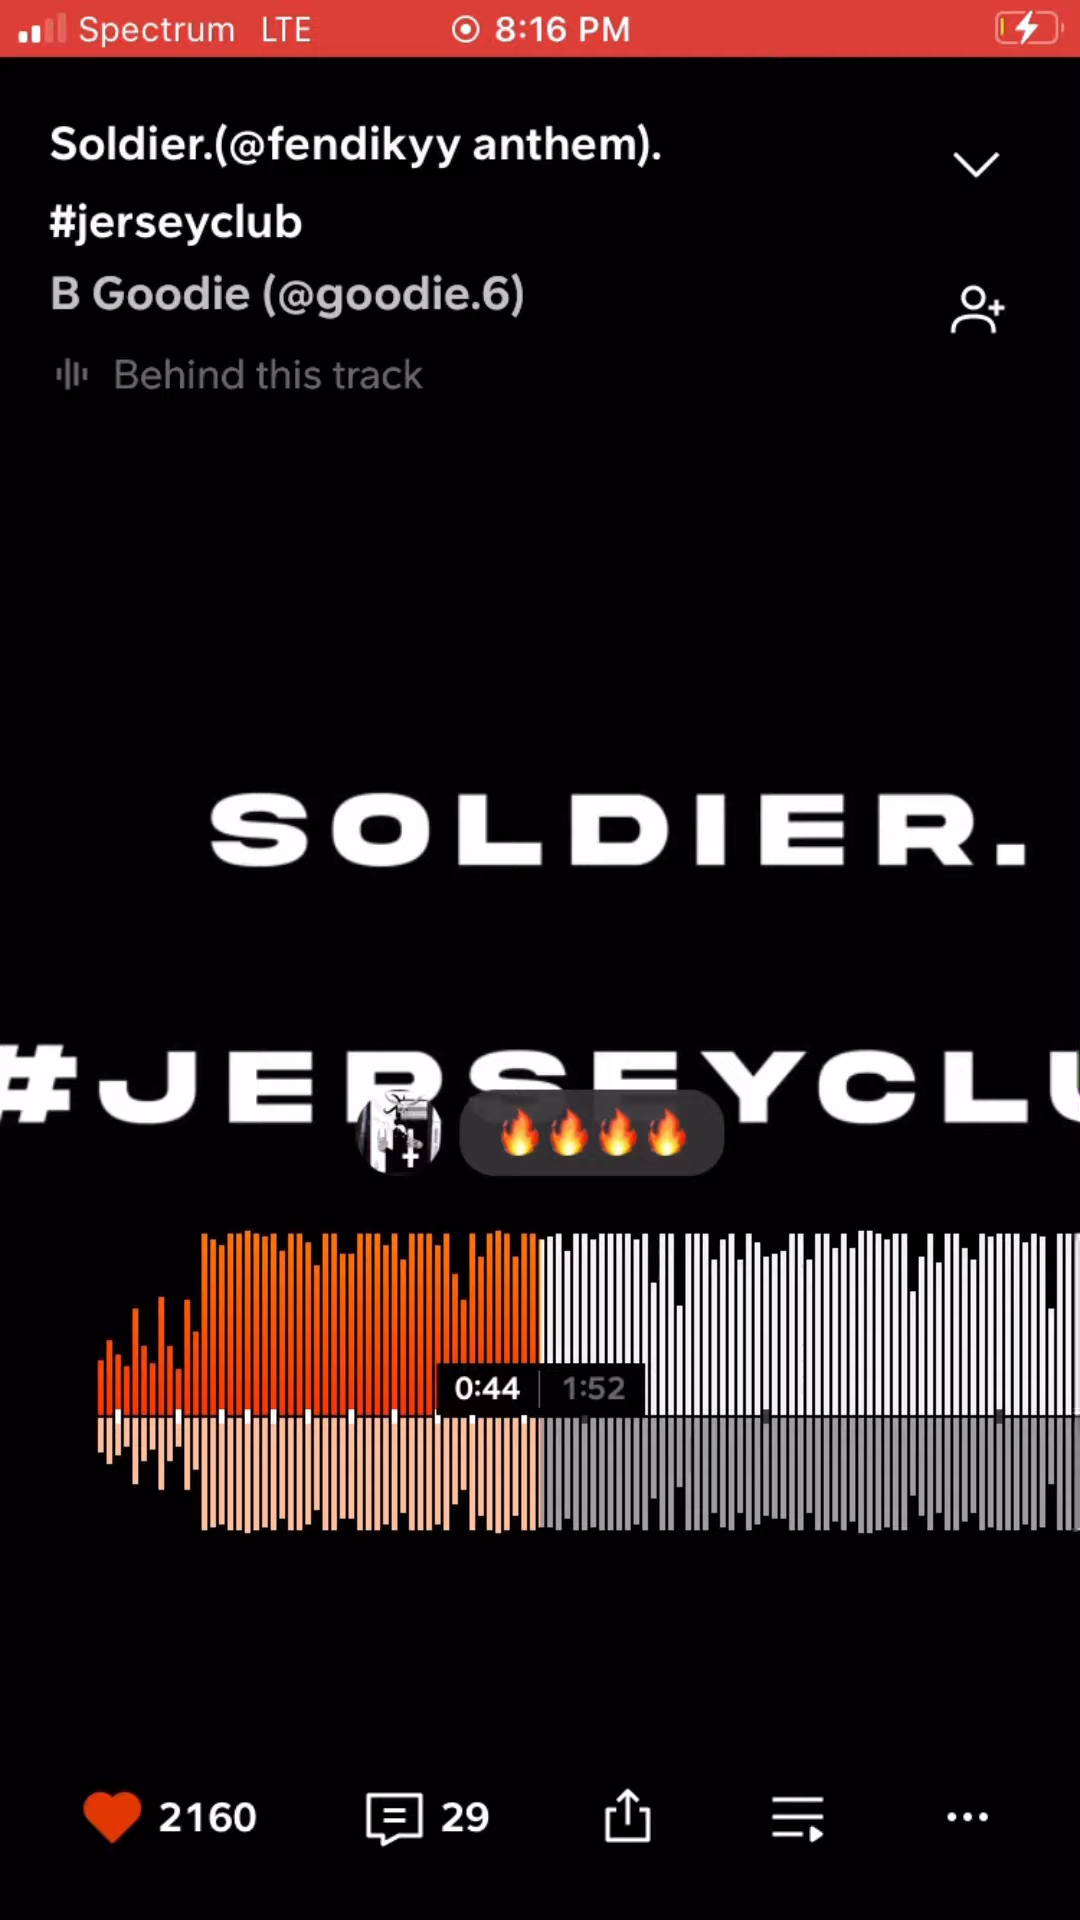 Spectrum LTE 8:16 PM
Soldier.(@fendikyy anthem).
#jerseyclub
B Goodie (@goodie.6)
Behind this track
SOLDIER.
#JERSEYCLU
🔥🔥🔥🔥
0:44 1:52
2160 29